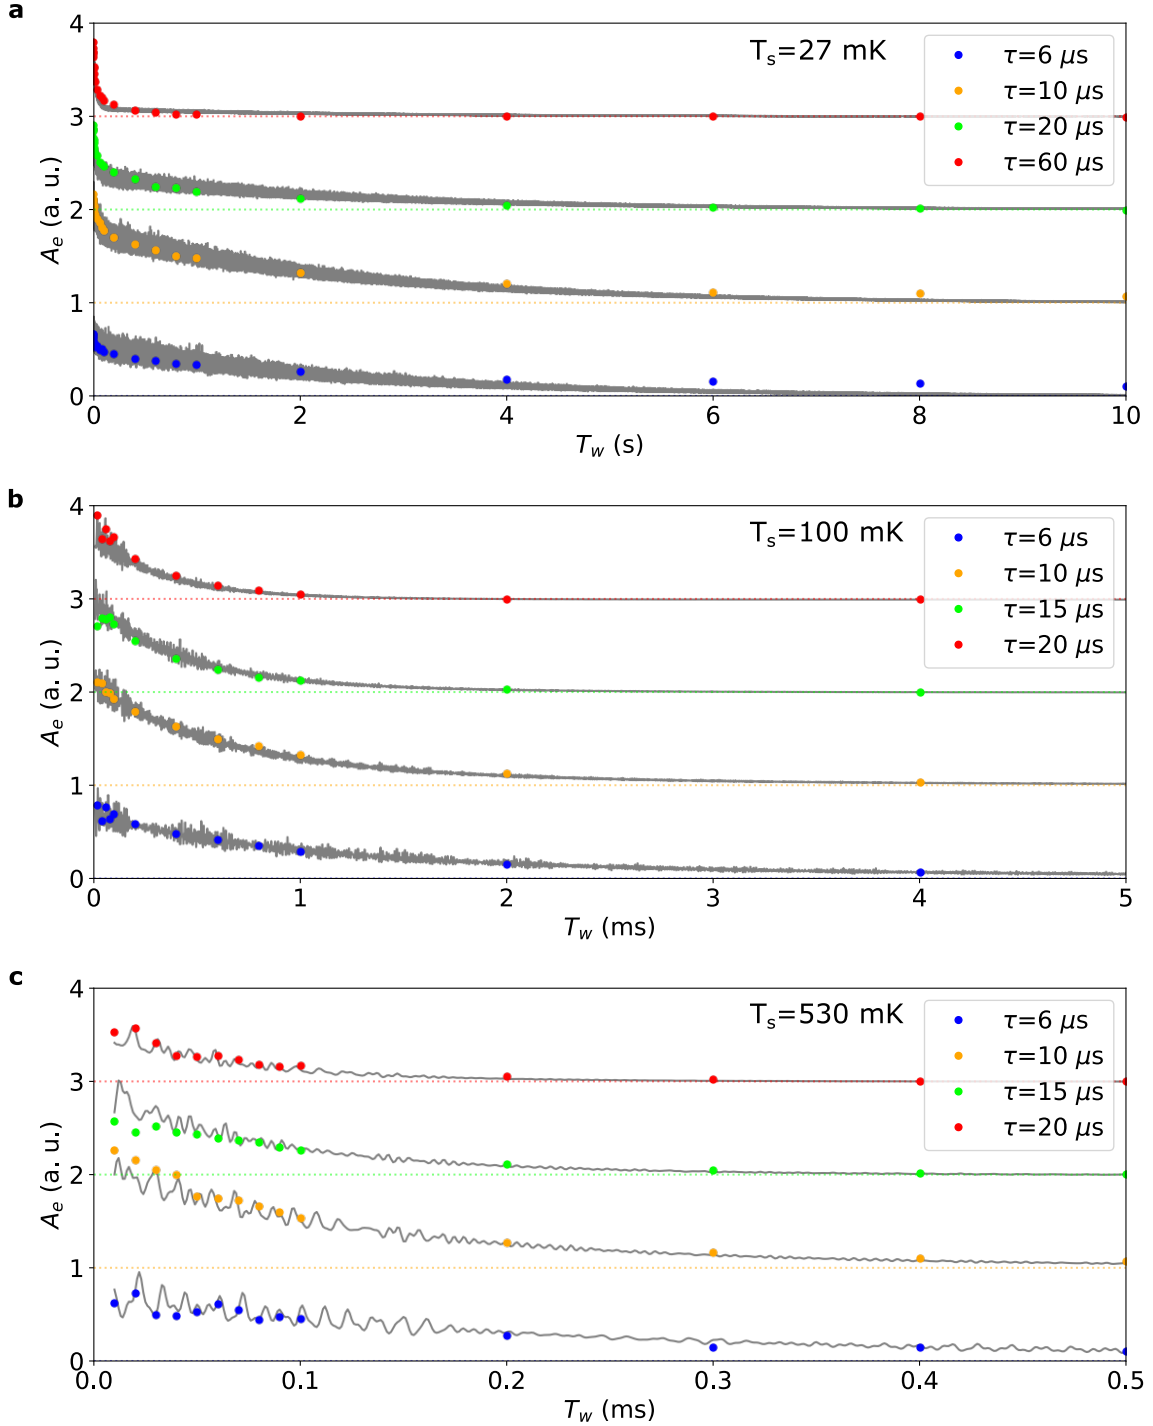 a
4
3
2
1
0
A_e (a. u.)
T_s=27 mK
τ=6 μs
τ=10 μs
τ=20 μs
τ=60 μs
0 2 4 6 8 10
T_w (s)
b
4
3
2
1
0
A_e (a. u.)
T_s=100 mK
τ=6 μs
τ=10 μs
τ=15 μs
τ=20 μs
0 1 2 3 4 5
T_w (ms)
c
4
3
2
1
0
A_e (a. u.)
T_s=530 mK
τ=6 μs
τ=10 μs
τ=15 μs
τ=20 μs
0.0 0.1 0.2 0.3 0.4 0.5
T_w (ms)